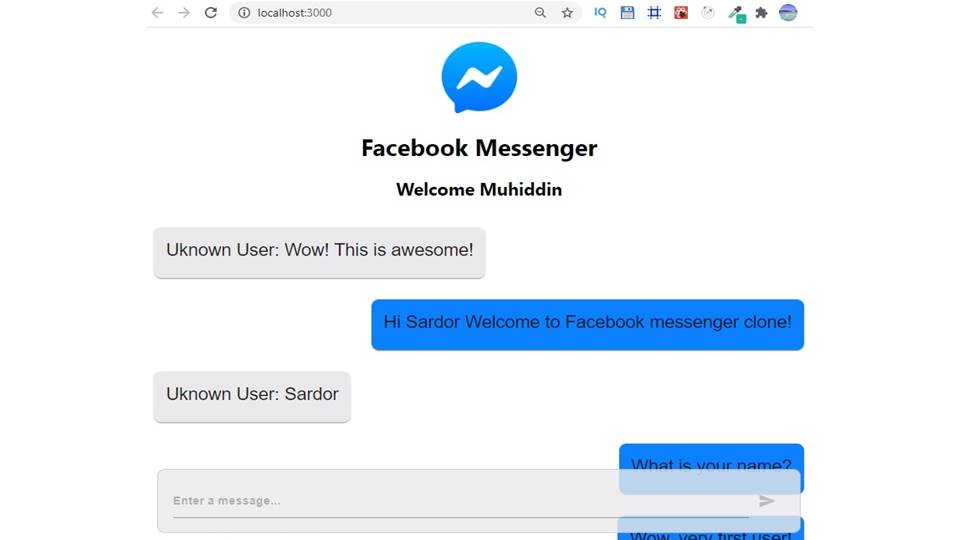 localhost:3000
IQ
Facebook Messenger
Welcome Muhiddin
Uknown User: Wow! This is awesome!
Hi Sardor Welcome to Facebook messenger clone!
Uknown User: Sardor
What is your name?
Enter a message...
Wow, very first user!